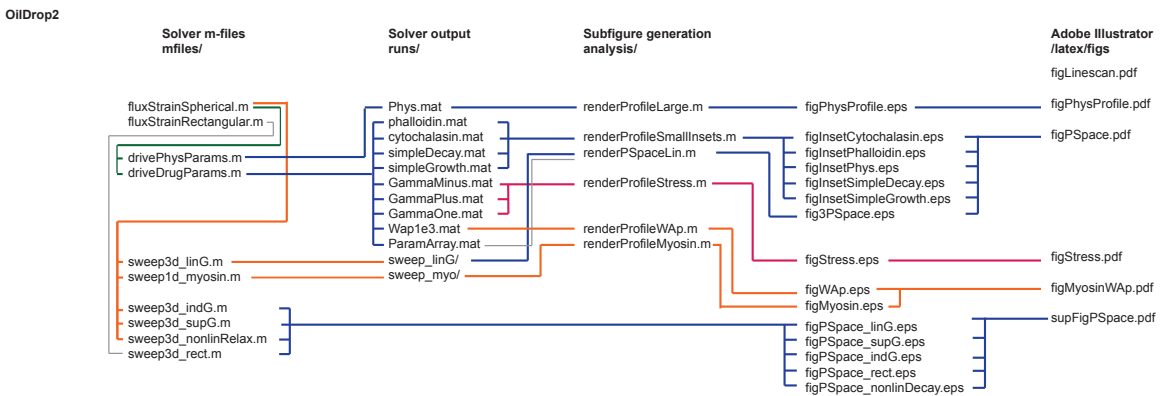 OilDrop2
Solver m-files
mfiles/
Solver output
runs/
Subfigure generation
analysis/
Adobe Illustrator
/latex/figs
fluxStrainSpherical.m
fluxStrainRectangular.m
drivePhysParams.m
driveDrugParams.m
sweep3d_linG.m
sweep1d_myosin.m
sweep3d_indG.m
sweep3d_supG.m
sweep3d_nonlinRelax.m
sweep3d_rect.m
Phys.mat
phalloidin.mat
cytochalasin.mat
simpleDecay.mat
simpleGrowth.mat
GammaMinus.mat
GammaPlus.mat
GammaOne.mat
Wap1e3.mat
ParamArray.mat
sweep_linG/
sweep_myo/
renderProfileLarge.m
renderProfileSmallInsets.m
renderPSpaceLin.m
renderProfileStress.m
renderProfileWAp.m
renderProfileMyosin.m
figPhysProfile.eps
figInsetCytochalasin.eps
figInsetPhalloidin.eps
figInsetPhys.eps
figInsetSimpleDecay.eps
figInsetSimpleGrowth.eps
fig3PSpace.eps
figStress.eps
figWAp.eps
figMyosin.eps
figPSpace_linG.eps
figPSpace_supG.eps
figPSpace_indG.eps
figPSpace_rect.eps
figPSpace_nonlinDecay.eps
figLinescan.pdf
figPhysProfile.pdf
figPSpace.pdf
figStress.pdf
figMyosinWAp.pdf
supFigPSpace.pdf